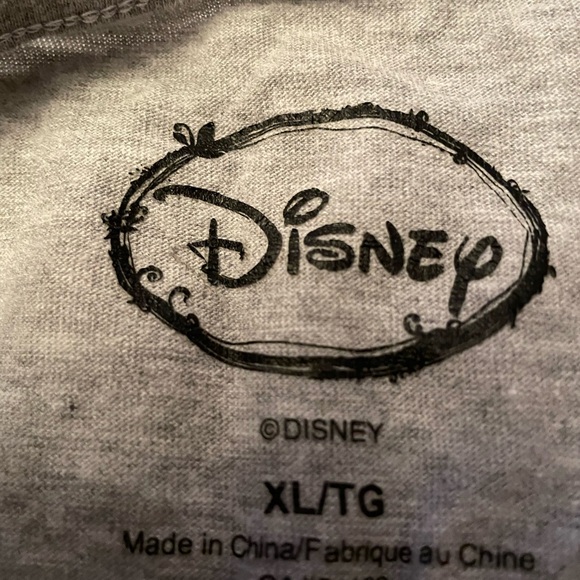 Disney
©DISNEY
XL/TG
Made in China/Fabrique au Chine